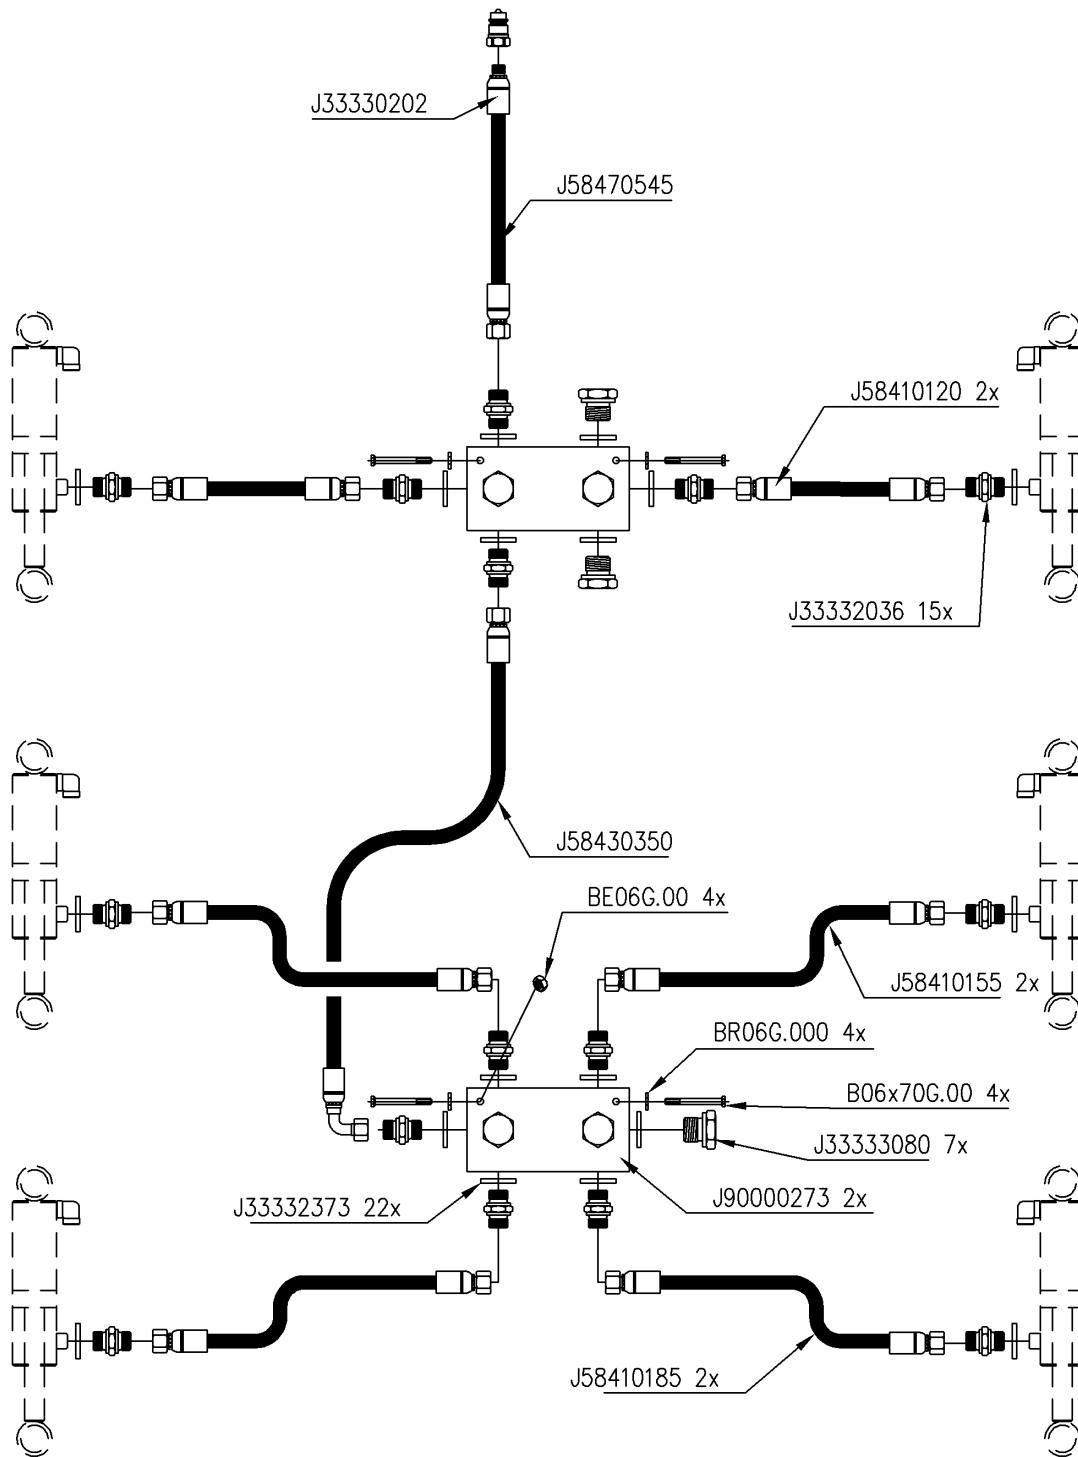 J33330202
J58470545
J58410120 2x
J33332036 15x
J58430350
BE06G.00 4x
J58410155 2x
BR06G.000 4x
B06x70G.00 4x
J33333080 7x
J33332373 22x
J90000273 2x
J58410185 2x